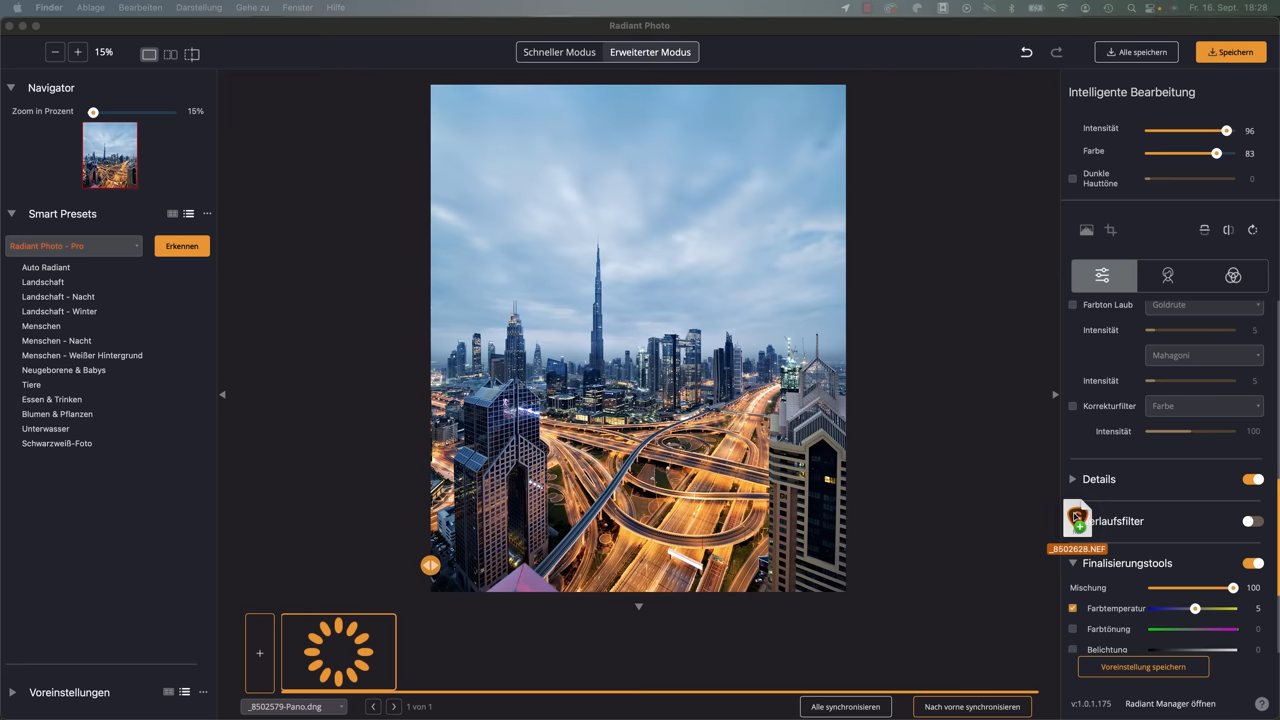 Finder Ablage Bearbeiten Darstellung Gehe zu Fenster Hilfe Fr. 16. Sept. 18:28
Radiant Photo
15% Schneller Modus Erweiterter Modus Alle speichern Speichern
Navigator
Zoom in Prozent 15%
Smart Presets
Radiant Photo - Pro Erkennen
Auto Radiant
Landschaft
Landschaft - Nacht
Landschaft - Winter
Menschen
Menschen - Nacht
Menschen - Weißer Hintergrund
Neugeborene & Babys
Tiere
Essen & Trinken
Blumen & Pflanzen
Unterwasser
Schwarzweiß-Foto
Voreinstellungen
_8502579-Pano.dng 1 von 1 Alle synchronisieren Nach vorne synchronisieren
Intelligente Bearbeitung
Intensität 96
Farbe 83
Dunkle
Hauttöne 0
Farbton Laub Goldrute
Intensität 5
Mahagoni
Intensität 5
Korrekturfilter Farbe
Intensität 100
Details
erlaufsfilter
_8502628.NEF
Finalisierungstools
Mischung 100
Farbtemperatur 5
Farbtönung 0
Belichtung 0
Voreinstellung speichern
v:1.0.1.175 Radiant Manager öffnen ?